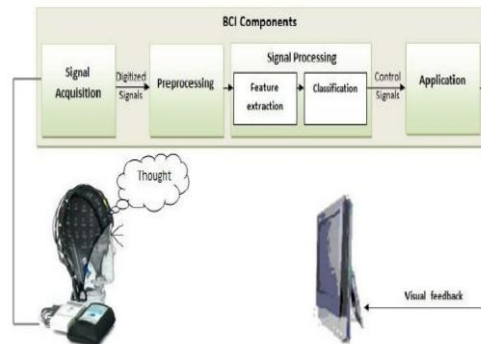 BCI Components
Signal
Acquisition
Digitized
Signals
Preprocessing
Signal Processing
Feature
extraction
Classification
Control
Signals
Application
Thought
Visual feedback